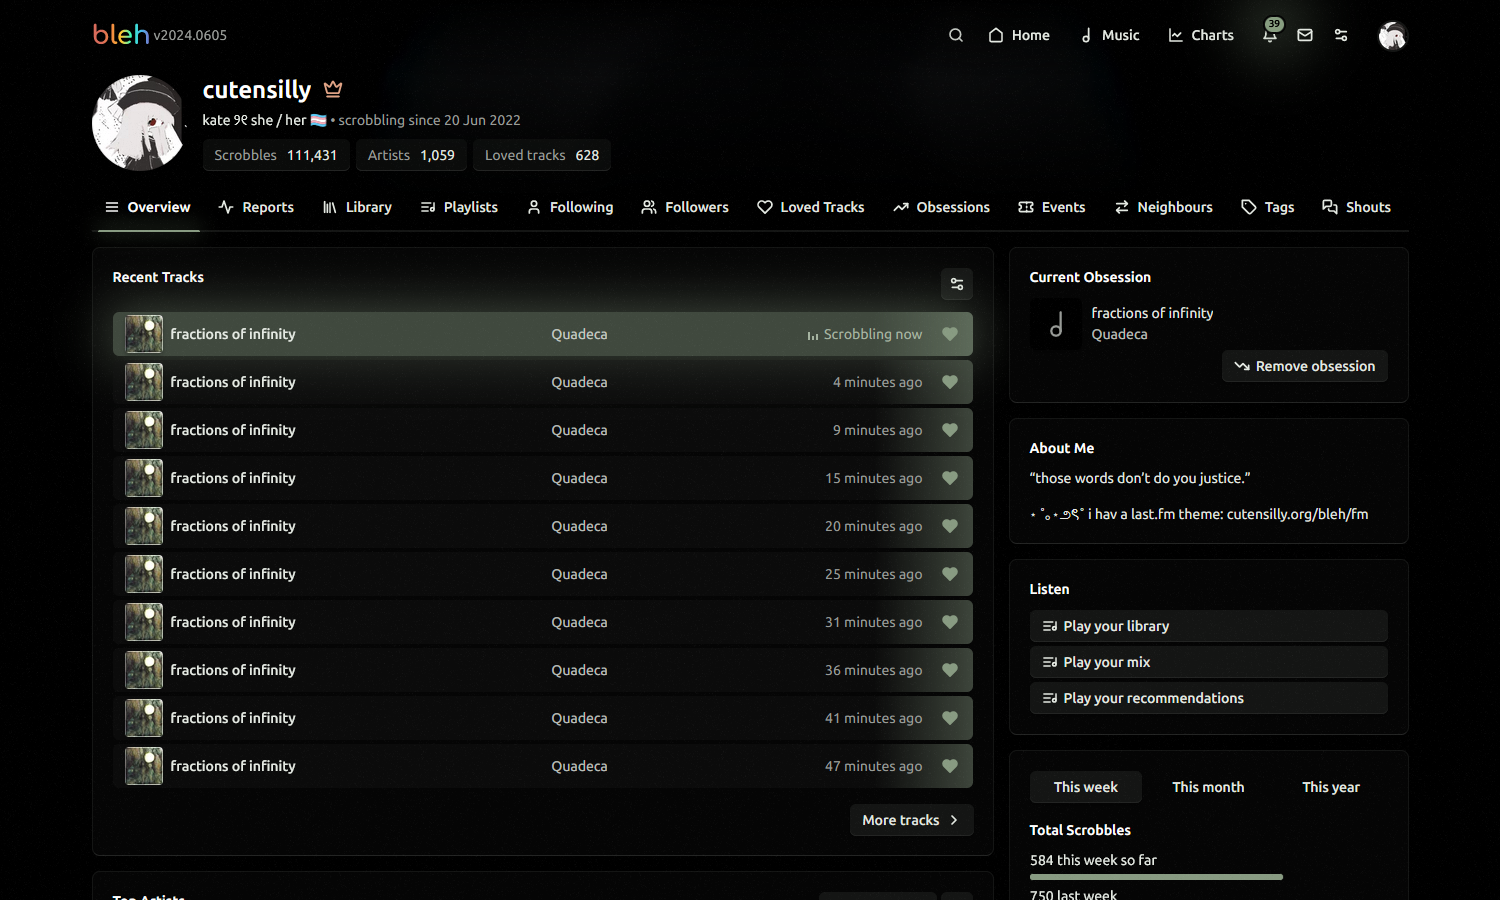 bleh v2024.0605
Home
Music
Charts
39
cutensilly
kate ୨୧ she / her 🏳️‍⚧️ • scrobbling since 20 Jun 2022
Scrobbles 111,431
Artists 1,059
Loved tracks 628
Overview
Reports
Library
Playlists
Following
Followers
Loved Tracks
Obsessions
Events
Neighbours
Tags
Shouts
Recent Tracks
fractions of infinity Quadeca Scrobbling now
fractions of infinity Quadeca 4 minutes ago
fractions of infinity Quadeca 9 minutes ago
fractions of infinity Quadeca 15 minutes ago
fractions of infinity Quadeca 20 minutes ago
fractions of infinity Quadeca 25 minutes ago
fractions of infinity Quadeca 31 minutes ago
fractions of infinity Quadeca 36 minutes ago
fractions of infinity Quadeca 41 minutes ago
fractions of infinity Quadeca 47 minutes ago
More tracks
Top Artists
Current Obsession
fractions of infinity
Quadeca
Remove obsession
About Me
“those words don’t do you justice.”
⋆ ˚｡⋆౨ৎ˚ i hav a last.fm theme: cutensilly.org/bleh/fm
Listen
Play your library
Play your mix
Play your recommendations
This week
This month
This year
Total Scrobbles
584 this week so far
750 last week